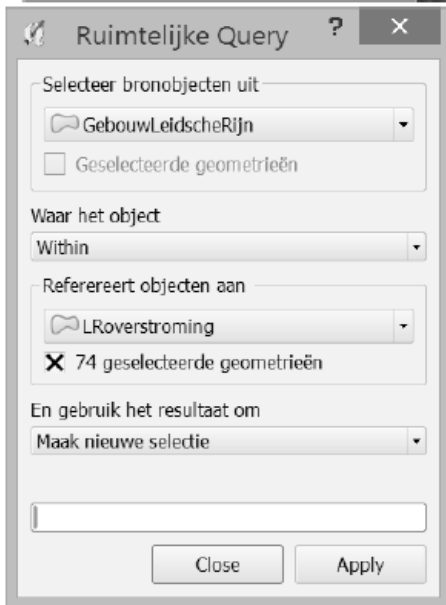 Ruimtelijke Query ? ×
Selecteer bronobjecten uit
GebouwLeidscheRijn
Geselecteerde geometrieën
Waar het object
Within
Referereert objecten aan
LRoverstroming
74 geselecteerde geometrieën
En gebruik het resultaat om
Maak nieuwe selectie
Close Apply